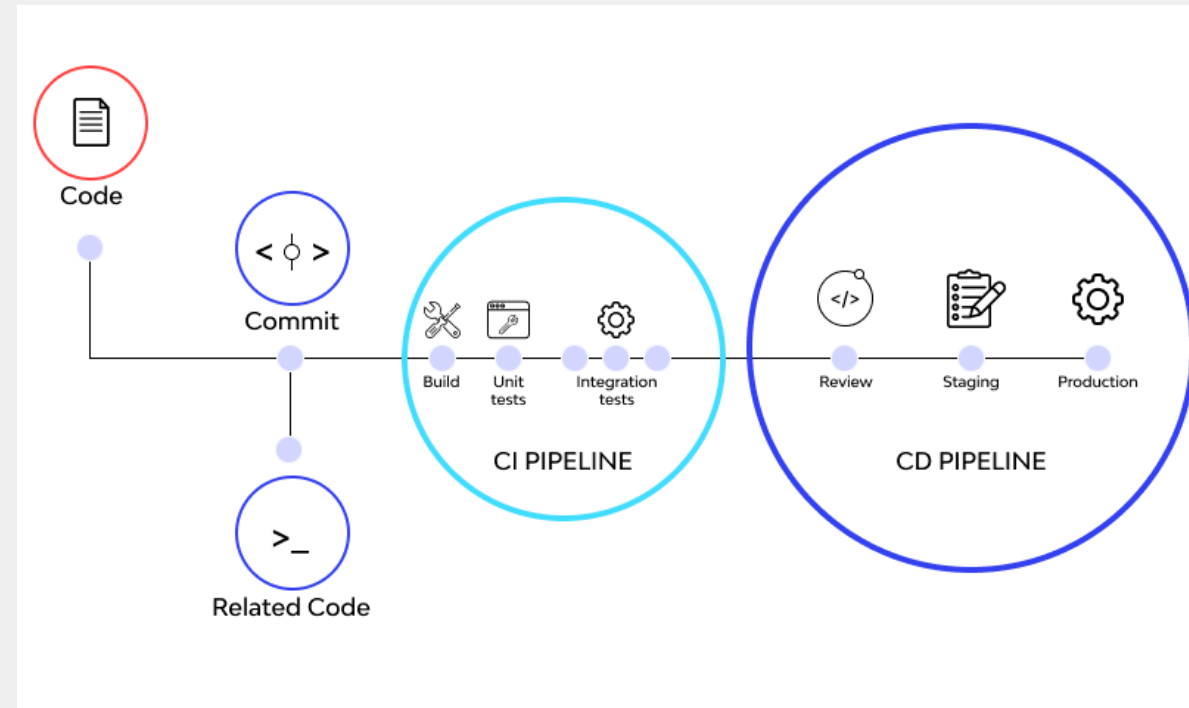 Code
< >
Commit
>_
Related Code
Build
Unit
tests
Integration
tests
CI PIPELINE
</>
Review
Staging
Production
CD PIPELINE